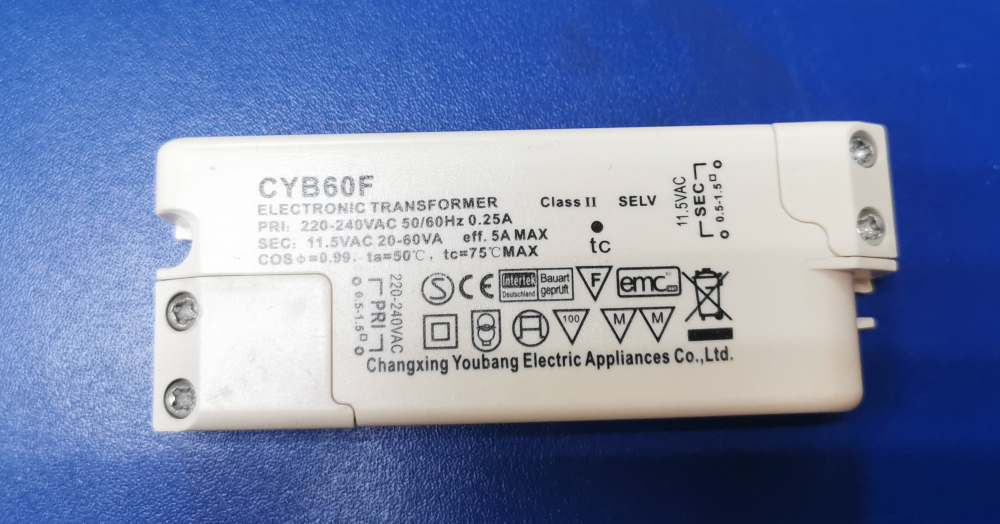 CYB60F
ELECTRONIC TRANSFORMER
PRI: 220-240VAC 50/60Hz 0.25A
SEC: 11.5VAC 20-60VA eff. 5A MAX
COS φ=0.99. ta=50℃, tc=75℃MAX
Class II SELV
tc
11.5VAC
SEC
0.5-1.5
220-240VAC
PRI
0.5-1.5
S CE
Intertek
Deutschland
Bauart
geprüft
F
emc
100
M
M
Changxing Youbang Electric Appliances Co.,Ltd.